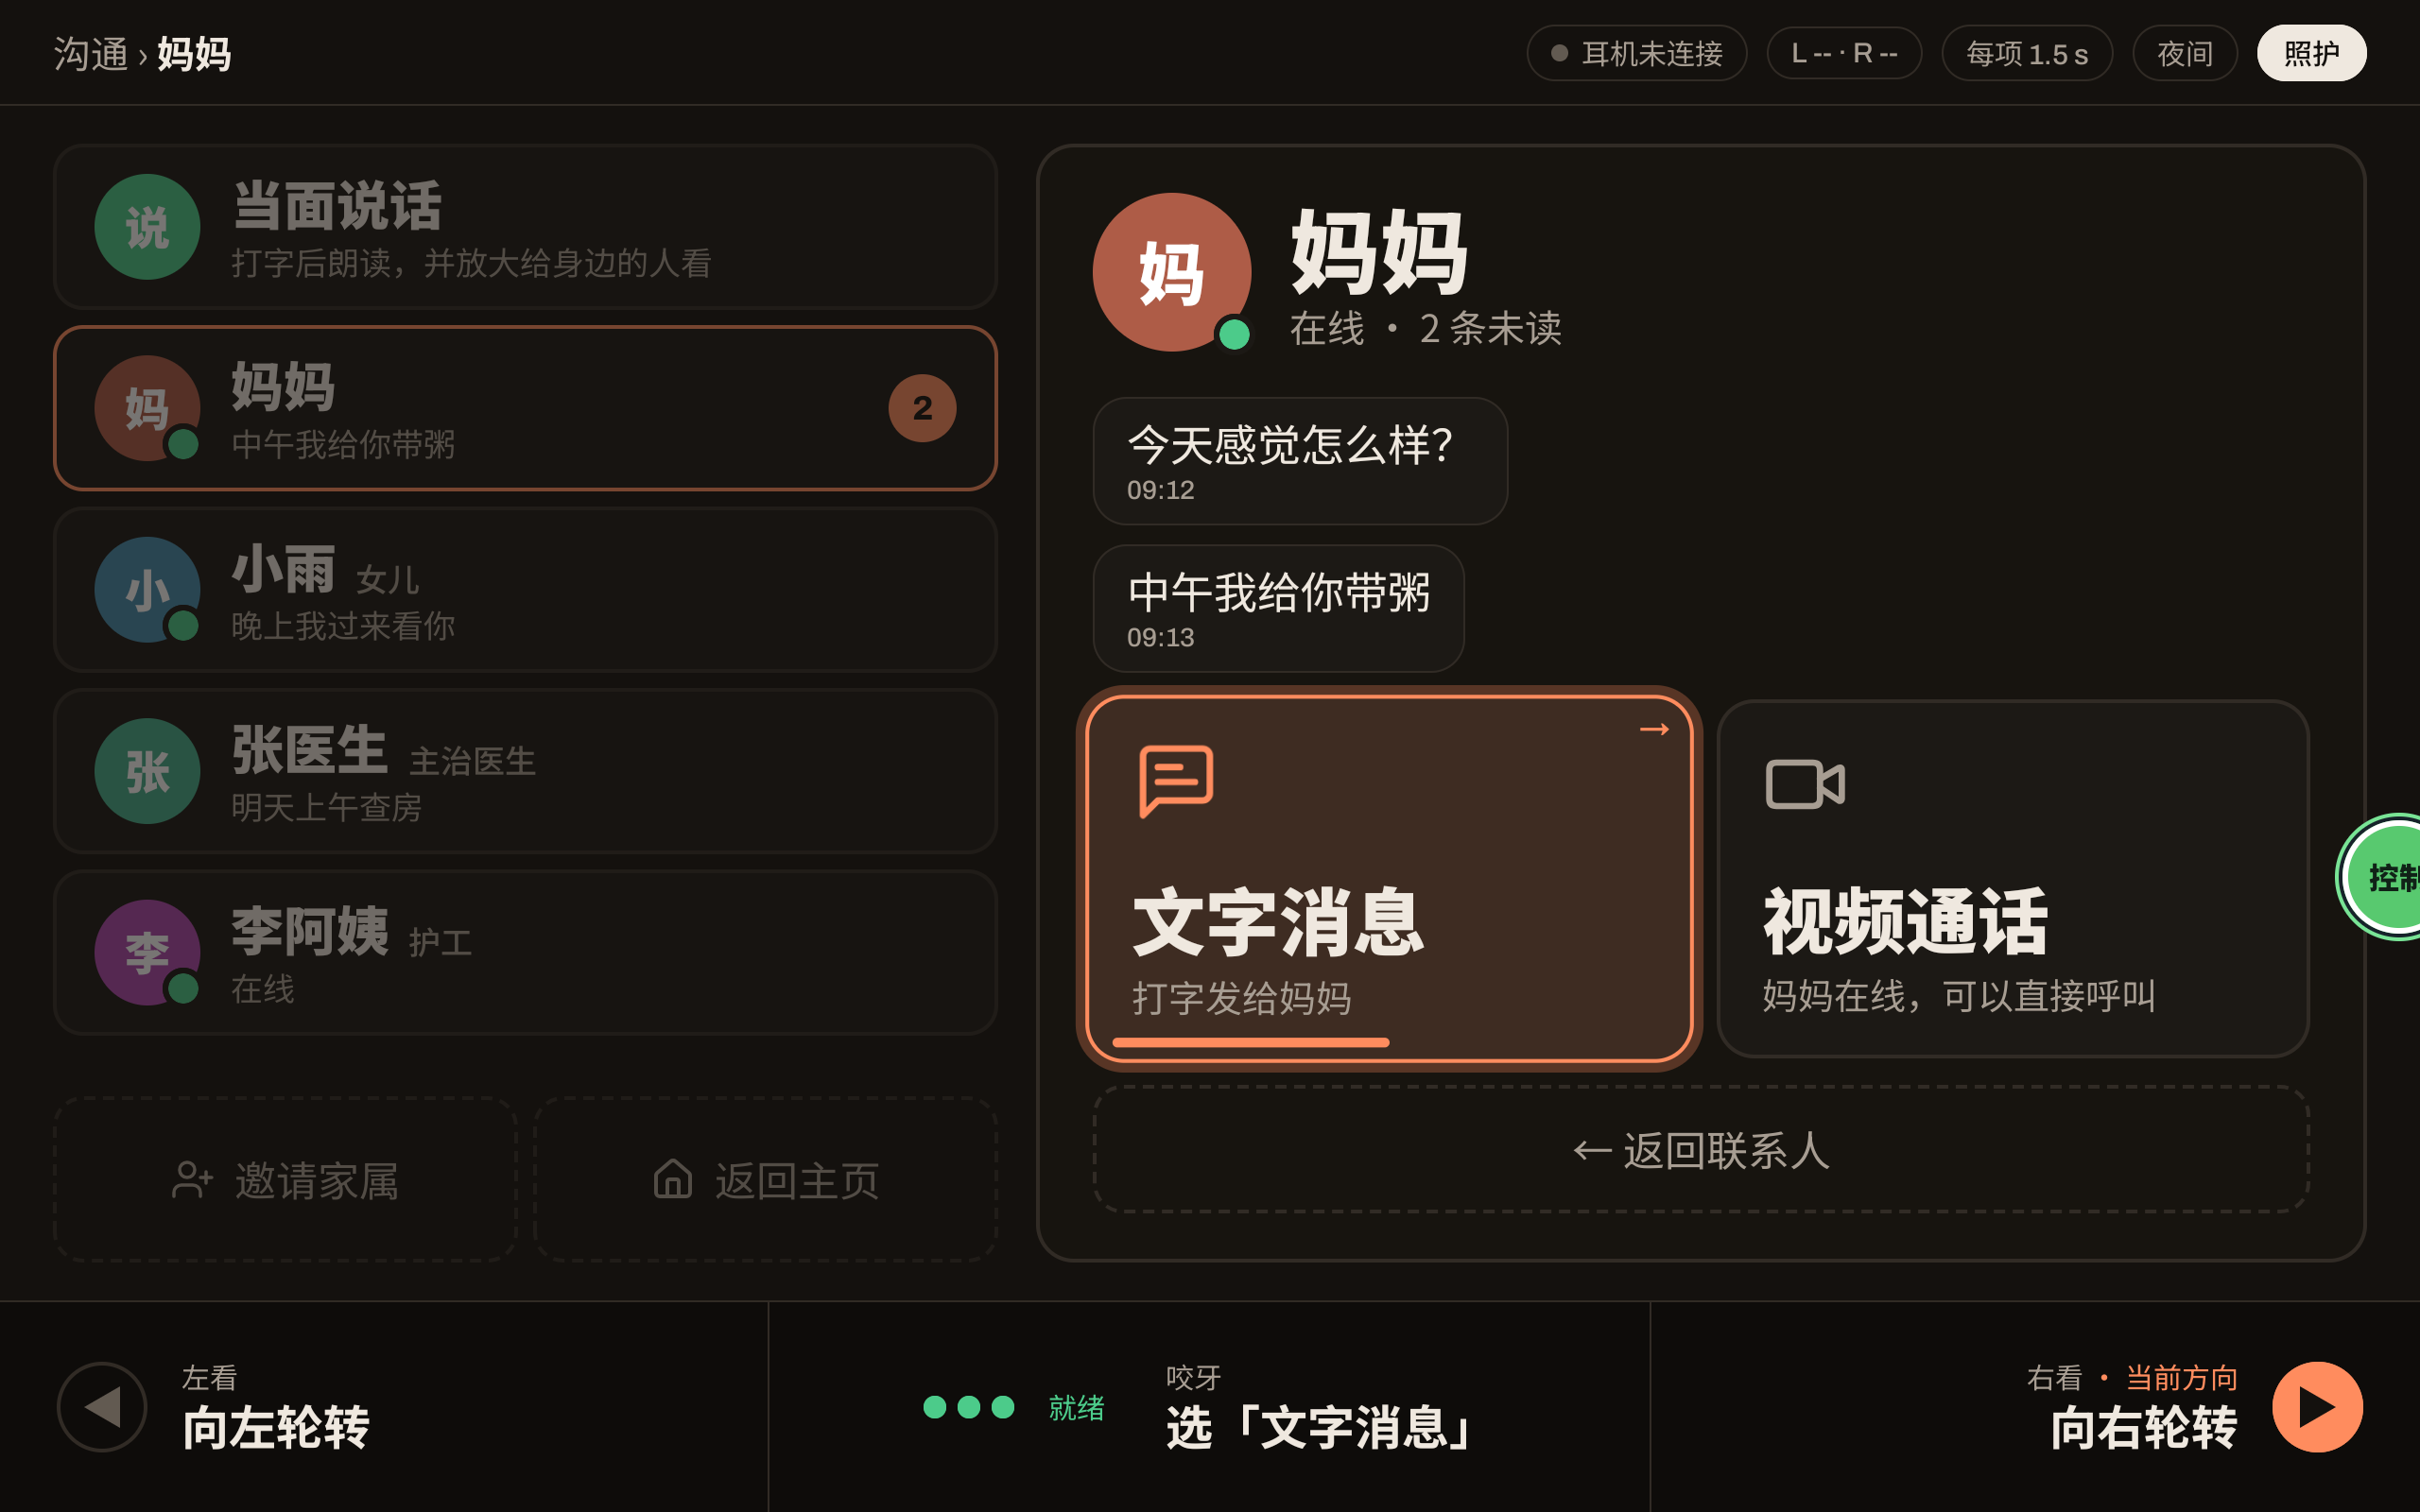 沟通 › 妈妈
耳机未连接
L -- · R --
每项 1.5 s
夜间
照护
说
当面说话
打字后朗读，并放大给身边的人看
妈
妈妈
中午我给你带粥
2
小
小雨 女儿
晚上我过来看你
张
张医生 主治医生
明天上午查房
李
李阿姨 护工
在线
邀请家属
返回主页
妈
妈妈
在线 · 2 条未读
今天感觉怎么样？
09:12
中午我给你带粥
09:13
→
文字消息
打字发给妈妈
视频通话
妈妈在线，可以直接呼叫
← 返回联系人
控制
左看
向左轮转
就绪
咬牙
选「文字消息」
右看 · 当前方向
向右轮转